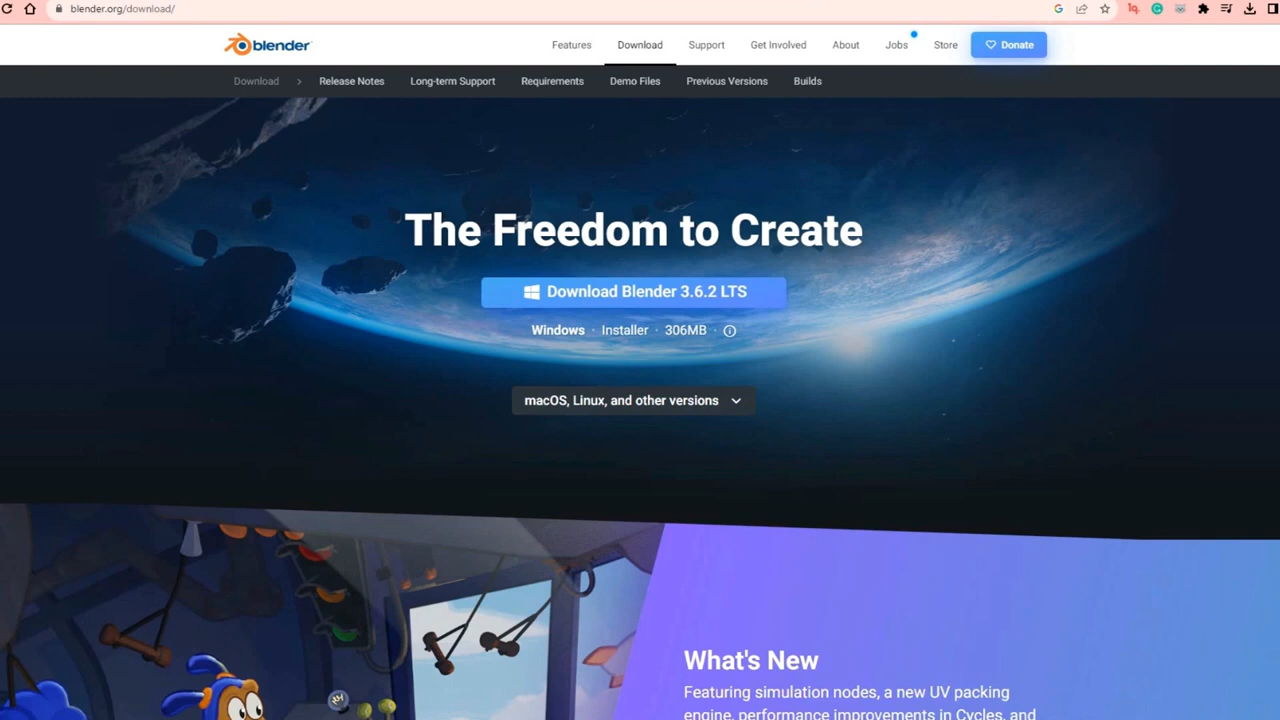 blender.org/download/
blender
Features
Download
Support
Get Involved
About
Jobs
Store
Donate
Download
Release Notes
Long-term Support
Requirements
Demo Files
Previous Versions
Builds
The Freedom to Create
Download Blender 3.6.2 LTS
Windows · Installer · 306MB ·
macOS, Linux, and other versions
What's New
Featuring simulation nodes, a new UV packing
engine, performance improvements in Cycles, and